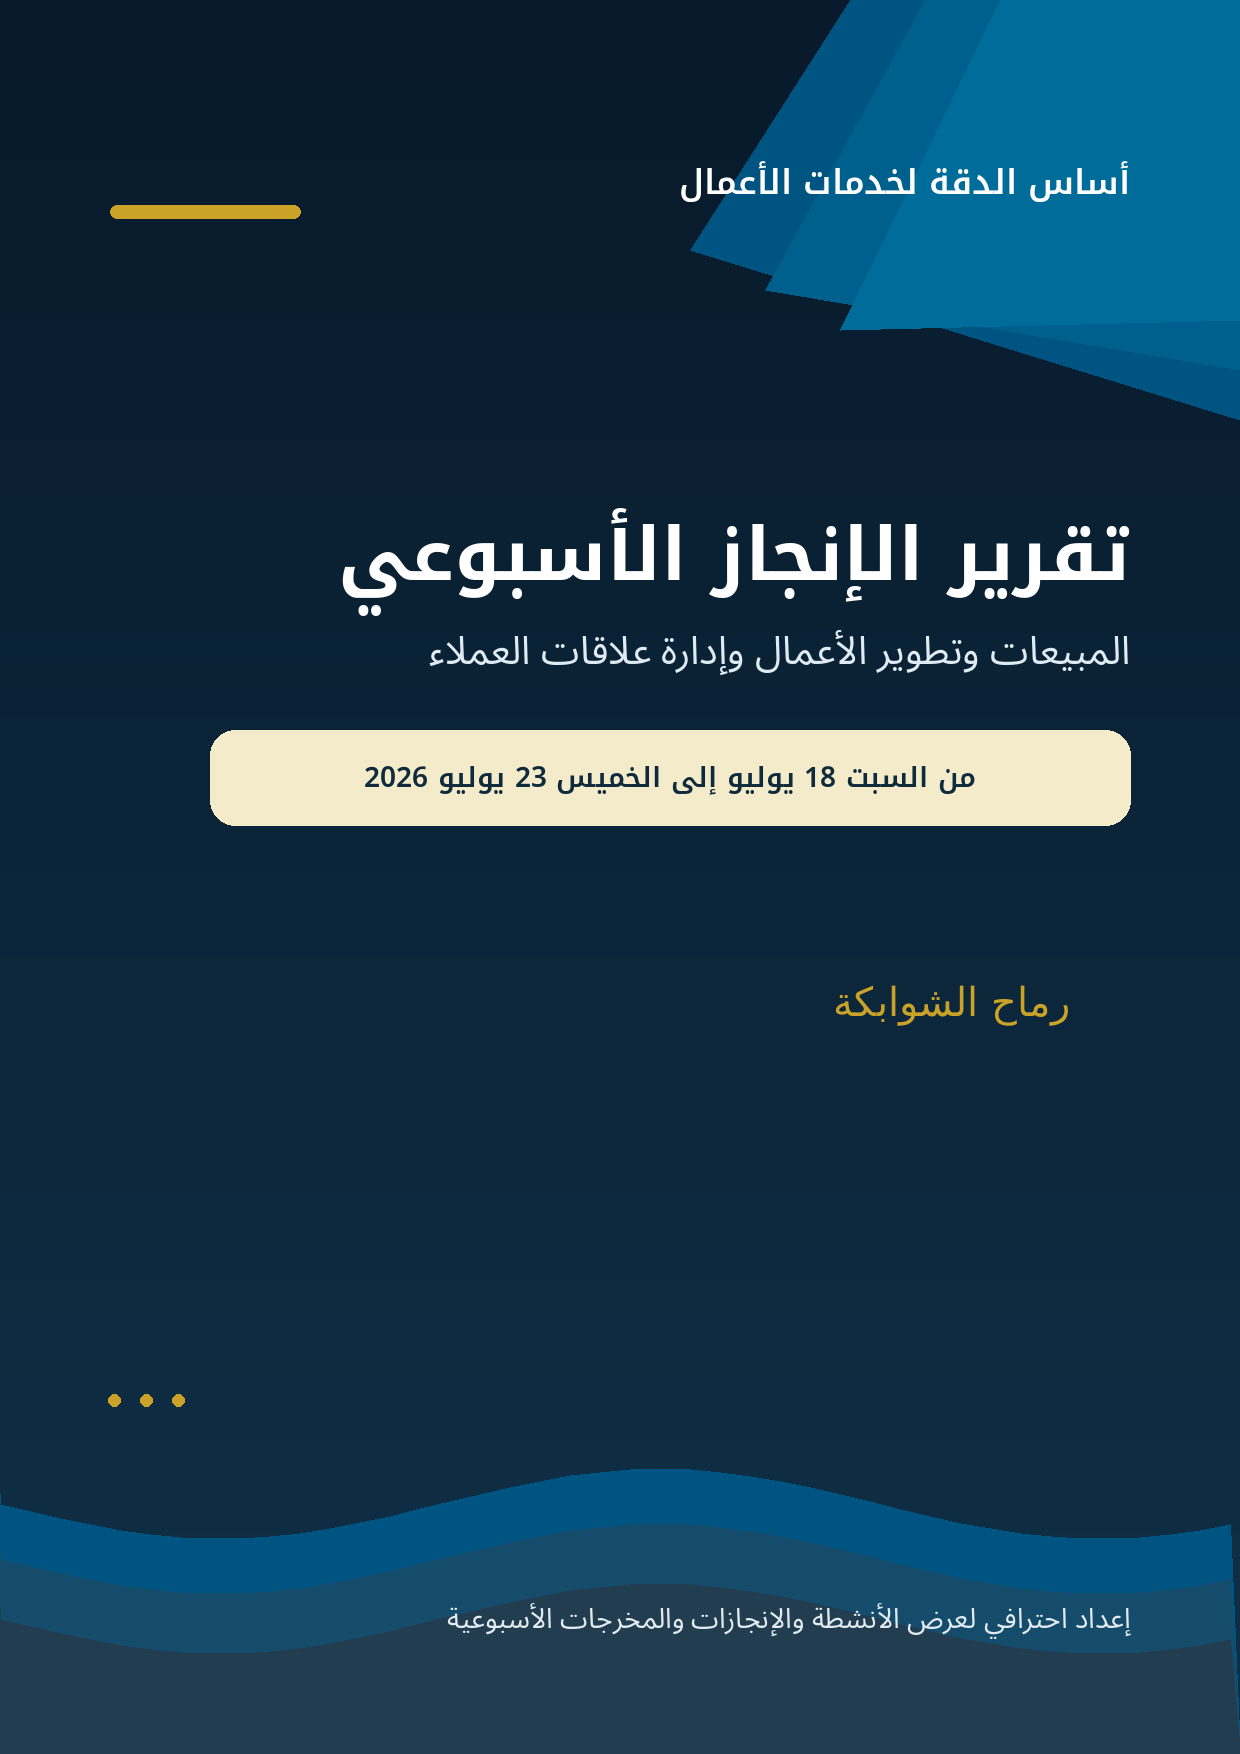 أساس الدقة لخدمات الأعمال
تقرير الإنجاز الأسبوعي
المبيعات وتطوير الأعمال وإدارة علاقات العملاء
من السبت 18 يوليو إلى الخميس 23 يوليو 2026
رماح الشوابكة
إعداد احترافي لعرض الأنشطة والإنجازات والمخرجات الأسبوعية